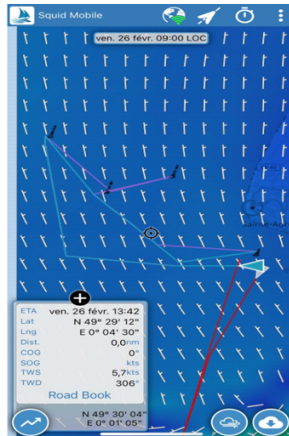 Squid Mobile
ven. 26 févr. 09:00 LOC
ETA ven. 26 févr. 13:42
Lat N 49° 29' 12"
Lng E 0° 04' 30"
Dist. 0,0nm
COG 0°
SOG kts
TWS 5,7kts
TWD 306°
Road Book
N 49° 30' 04"
E 0° 01' 05"